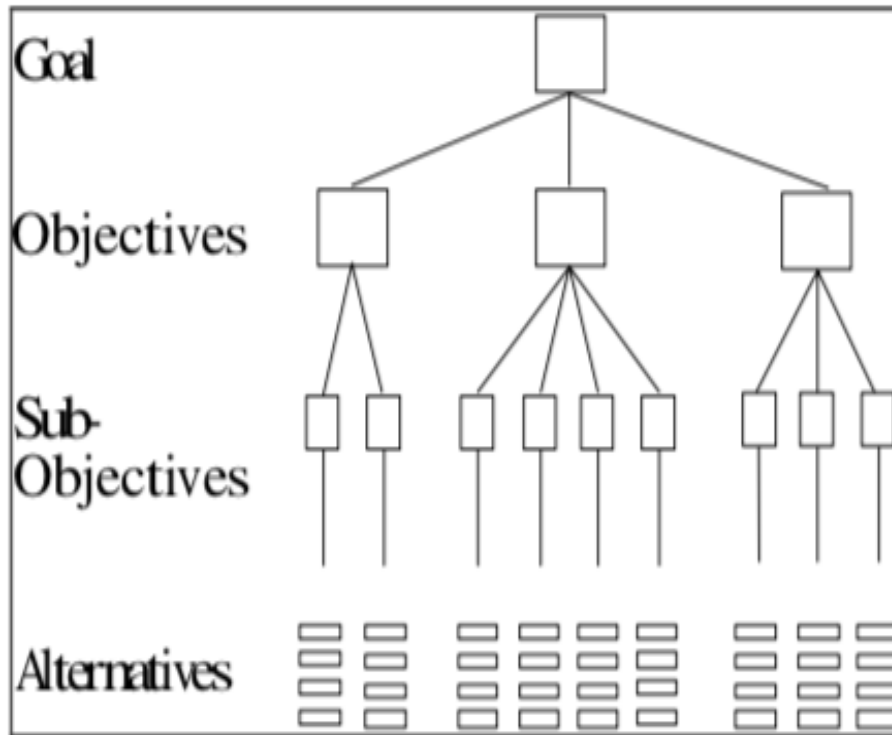 Goal
Objectives
Sub-
Objectives
Alternatives